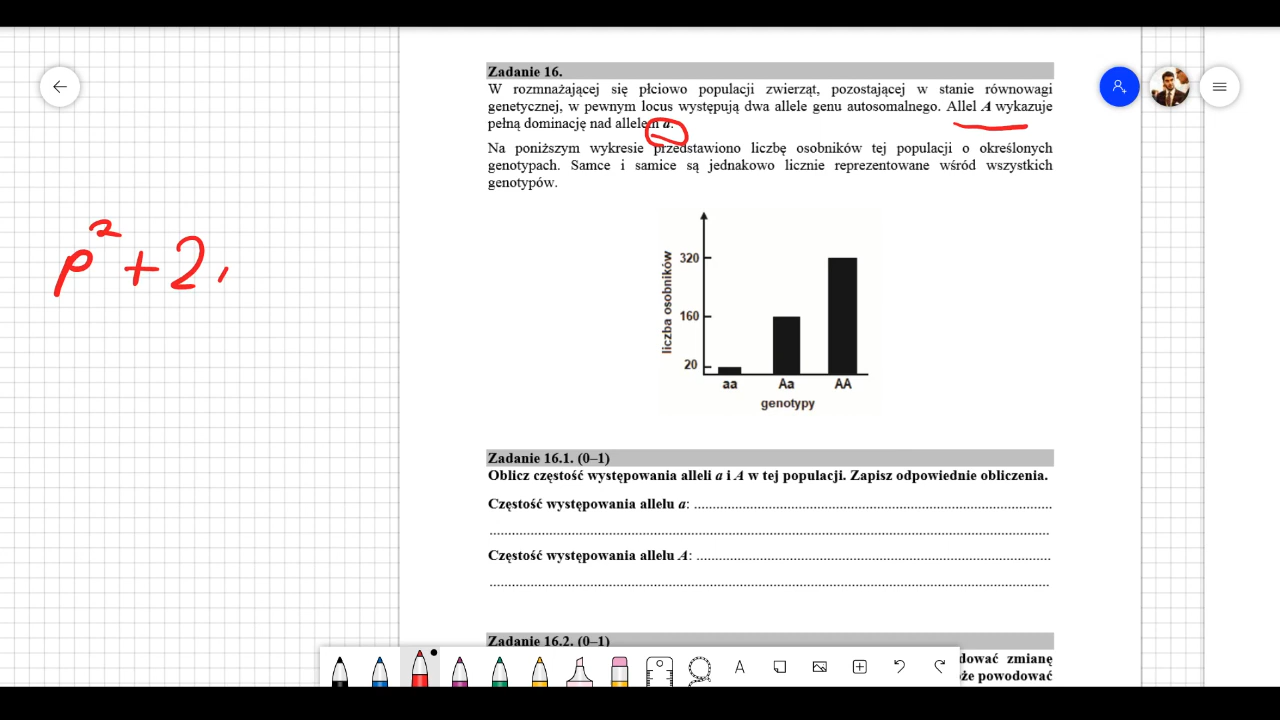 Zadanie 16.
W rozmnażającej się płciowo populacji zwierząt, pozostającej w stanie równowagi
genetycznej, w pewnym locus występują dwa allele genu autosomalnego. Allel A wykazuje
pełną dominację nad allelem a.
Na poniższym wykresie przedstawiono liczbę osobników tej populacji o określonych
genotypach. Samce i samice są jednakowo licznie reprezentowane wśród wszystkich
genotypów.
p² + 2
liczba osobników
320
160
20
aa Aa AA
genotypy
Zadanie 16.1. (0–1)
Oblicz częstość występowania alleli a i A w tej populacji. Zapisz odpowiednie obliczenia.
Częstość występowania allelu a: ........................................................................
Częstość występowania allelu A: ........................................................................
Zadanie 16.2. (0–1)
dować zmianę
oże powodować
A